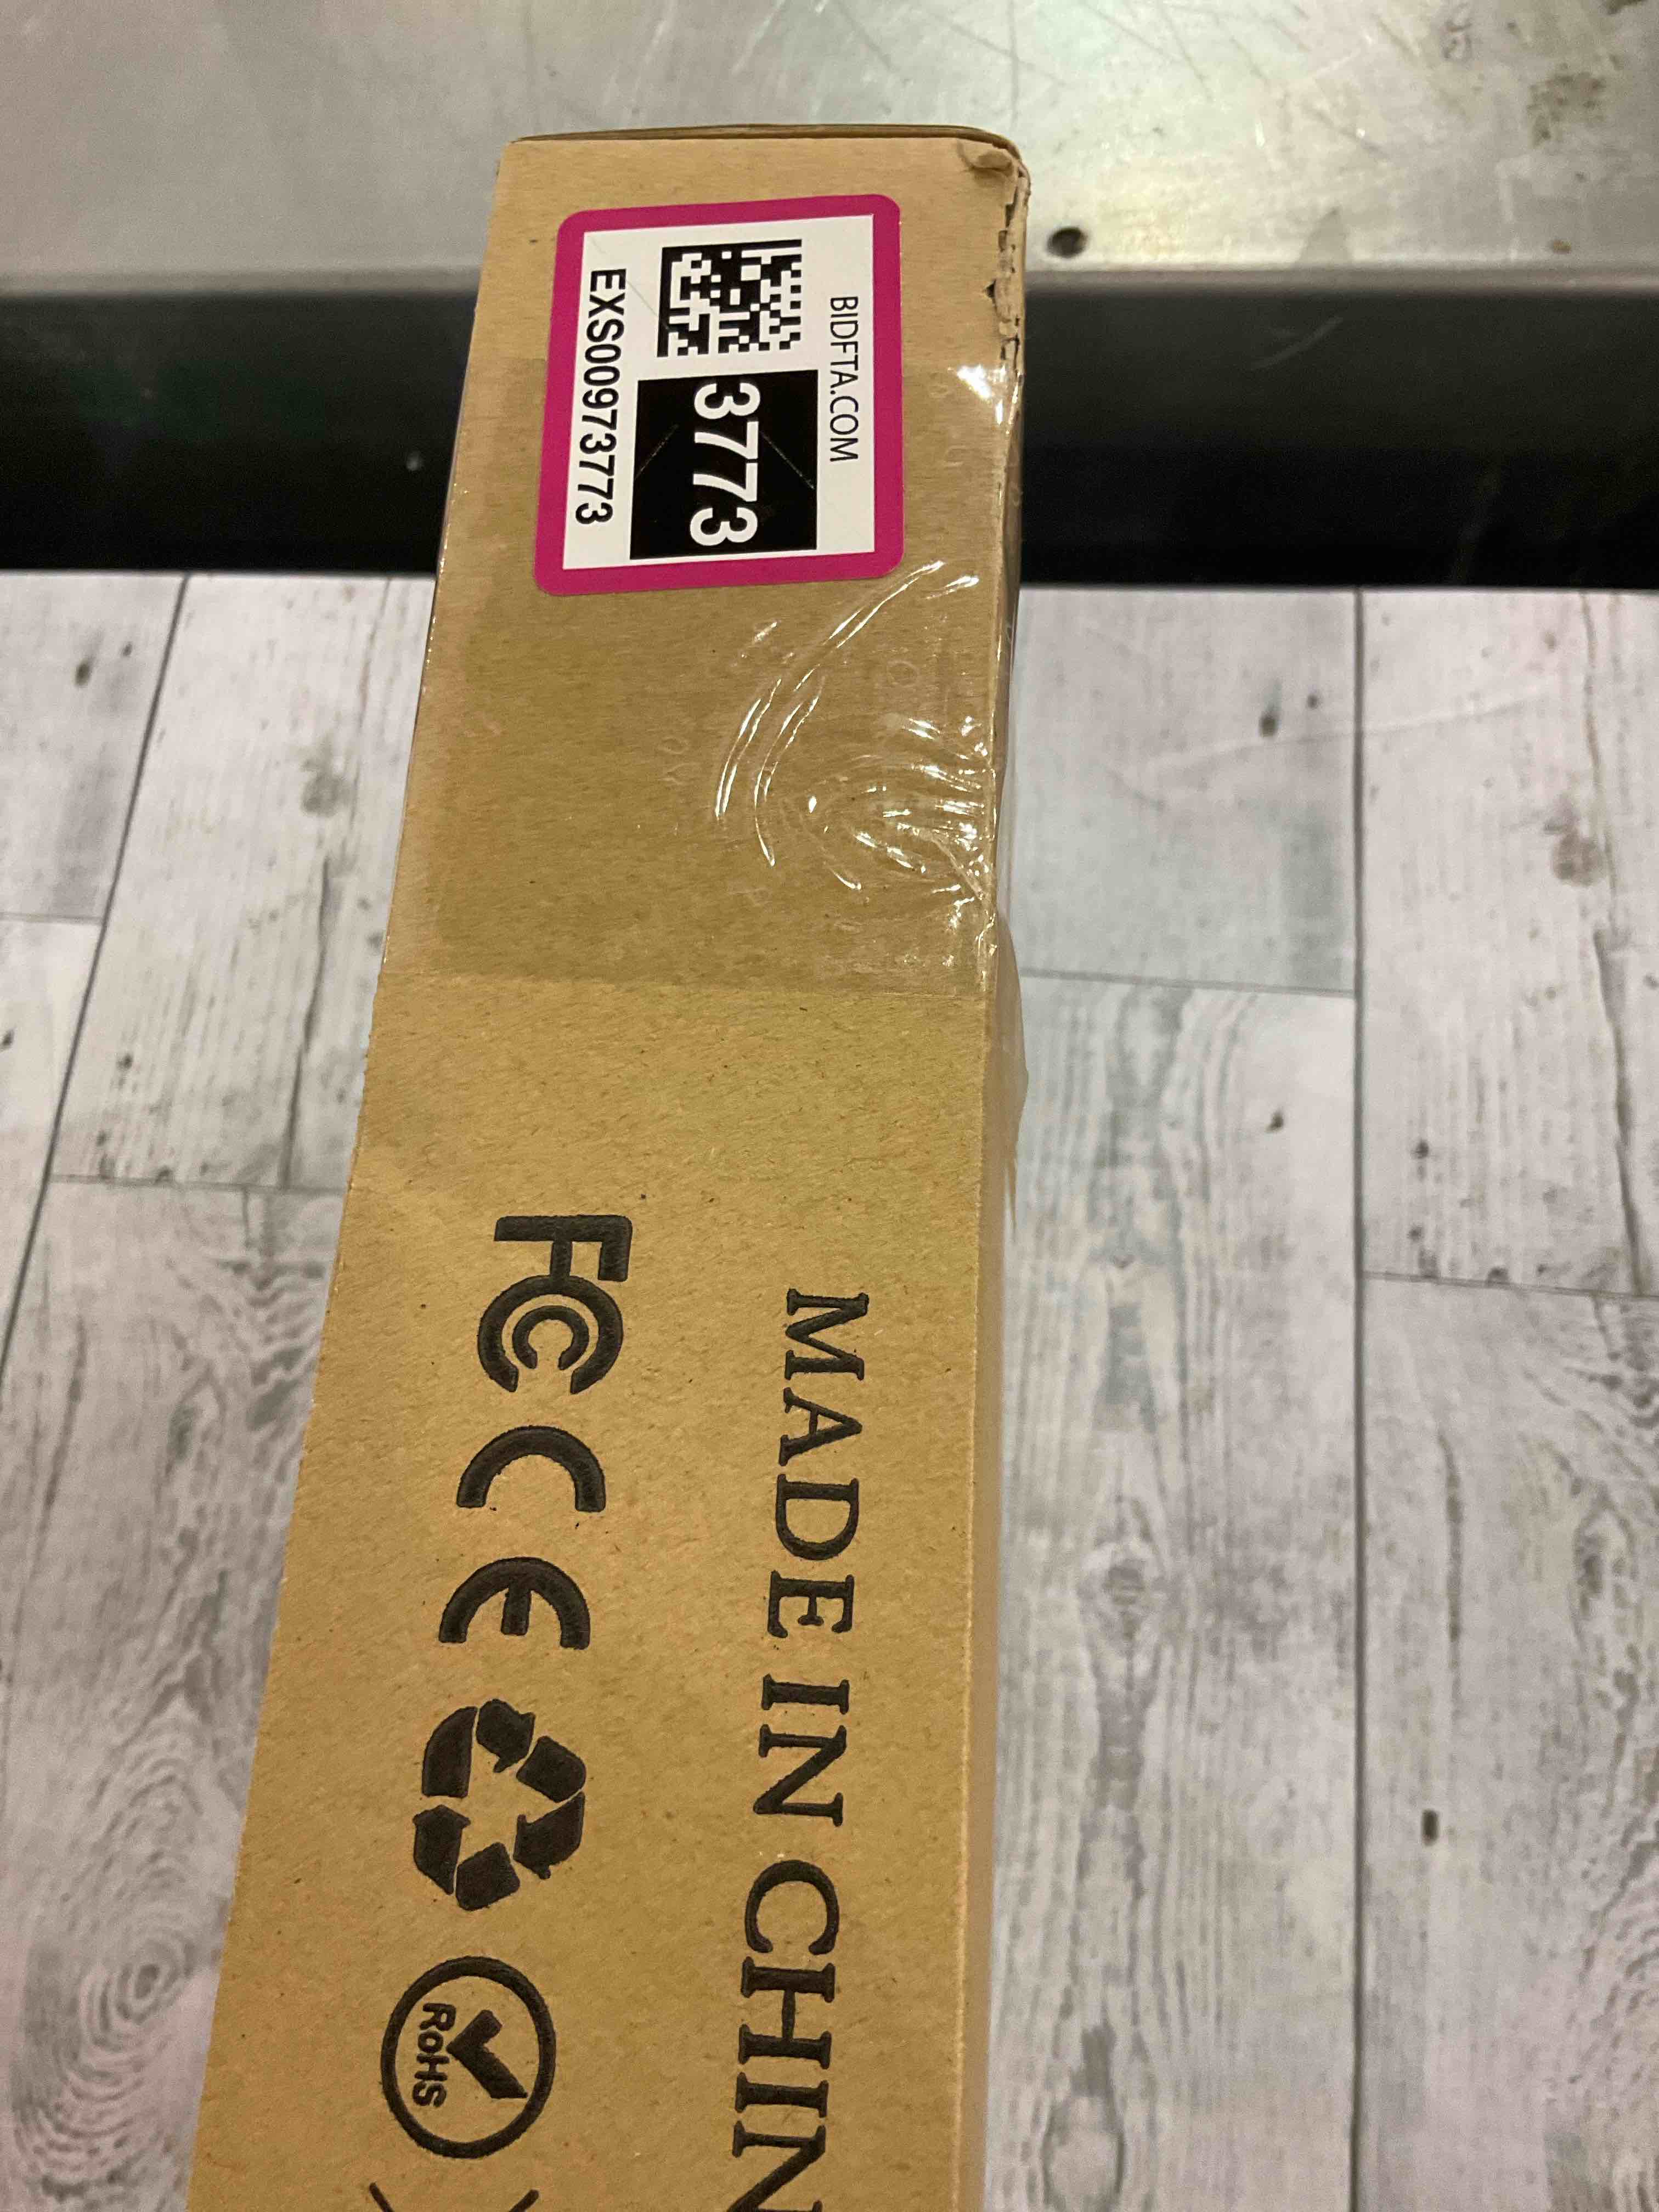 BIDFTA.COM
3773
EXS00973773
MADE IN CHIN
FC CE
RoHS